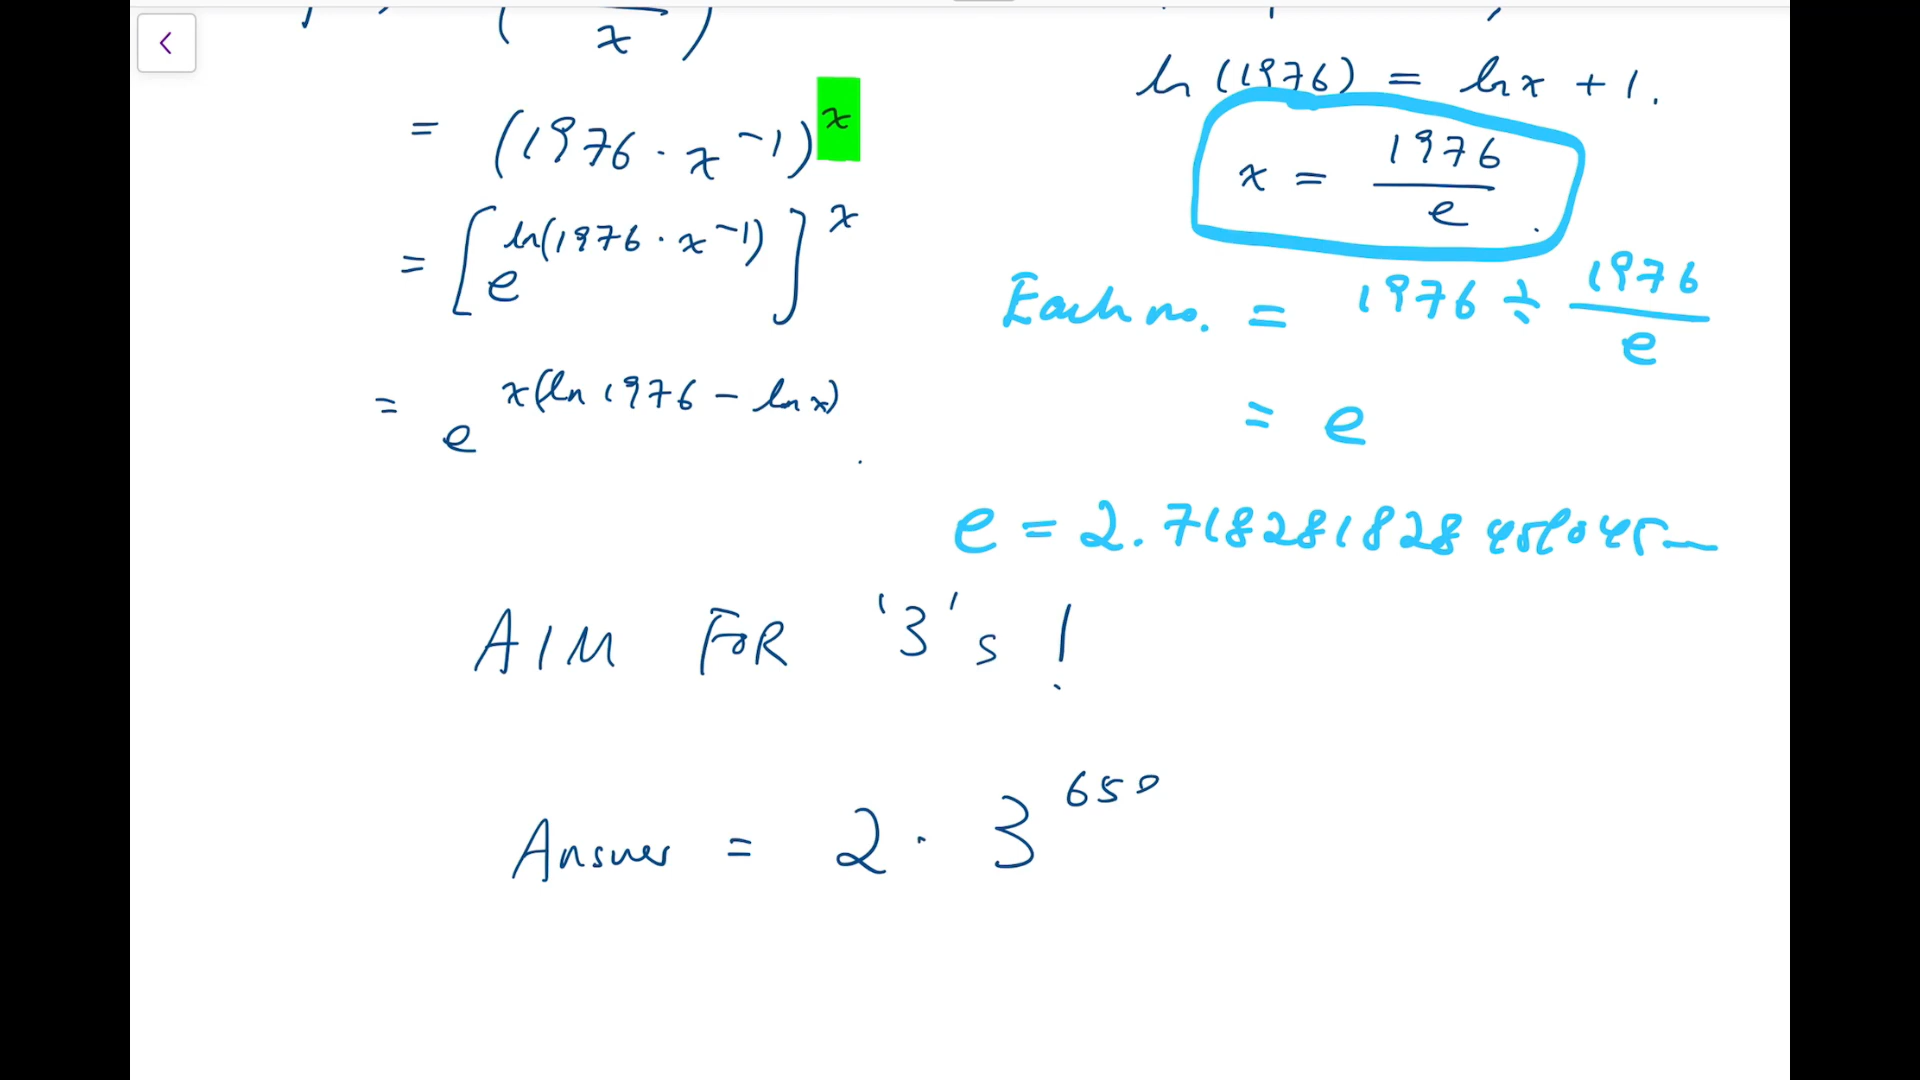 ( x )
= (1976 · x^-1)^x
= [e^ln(1976 · x^-1)]^x
= e^x(ln 1976 - ln x)
ln (1976) = ln x + 1.
x = 1976/e
Each no. = 1976 ÷ 1976/e
= e
e = 2.718281828459045
AIM FOR '3's !
Answer = 2 · 3^650